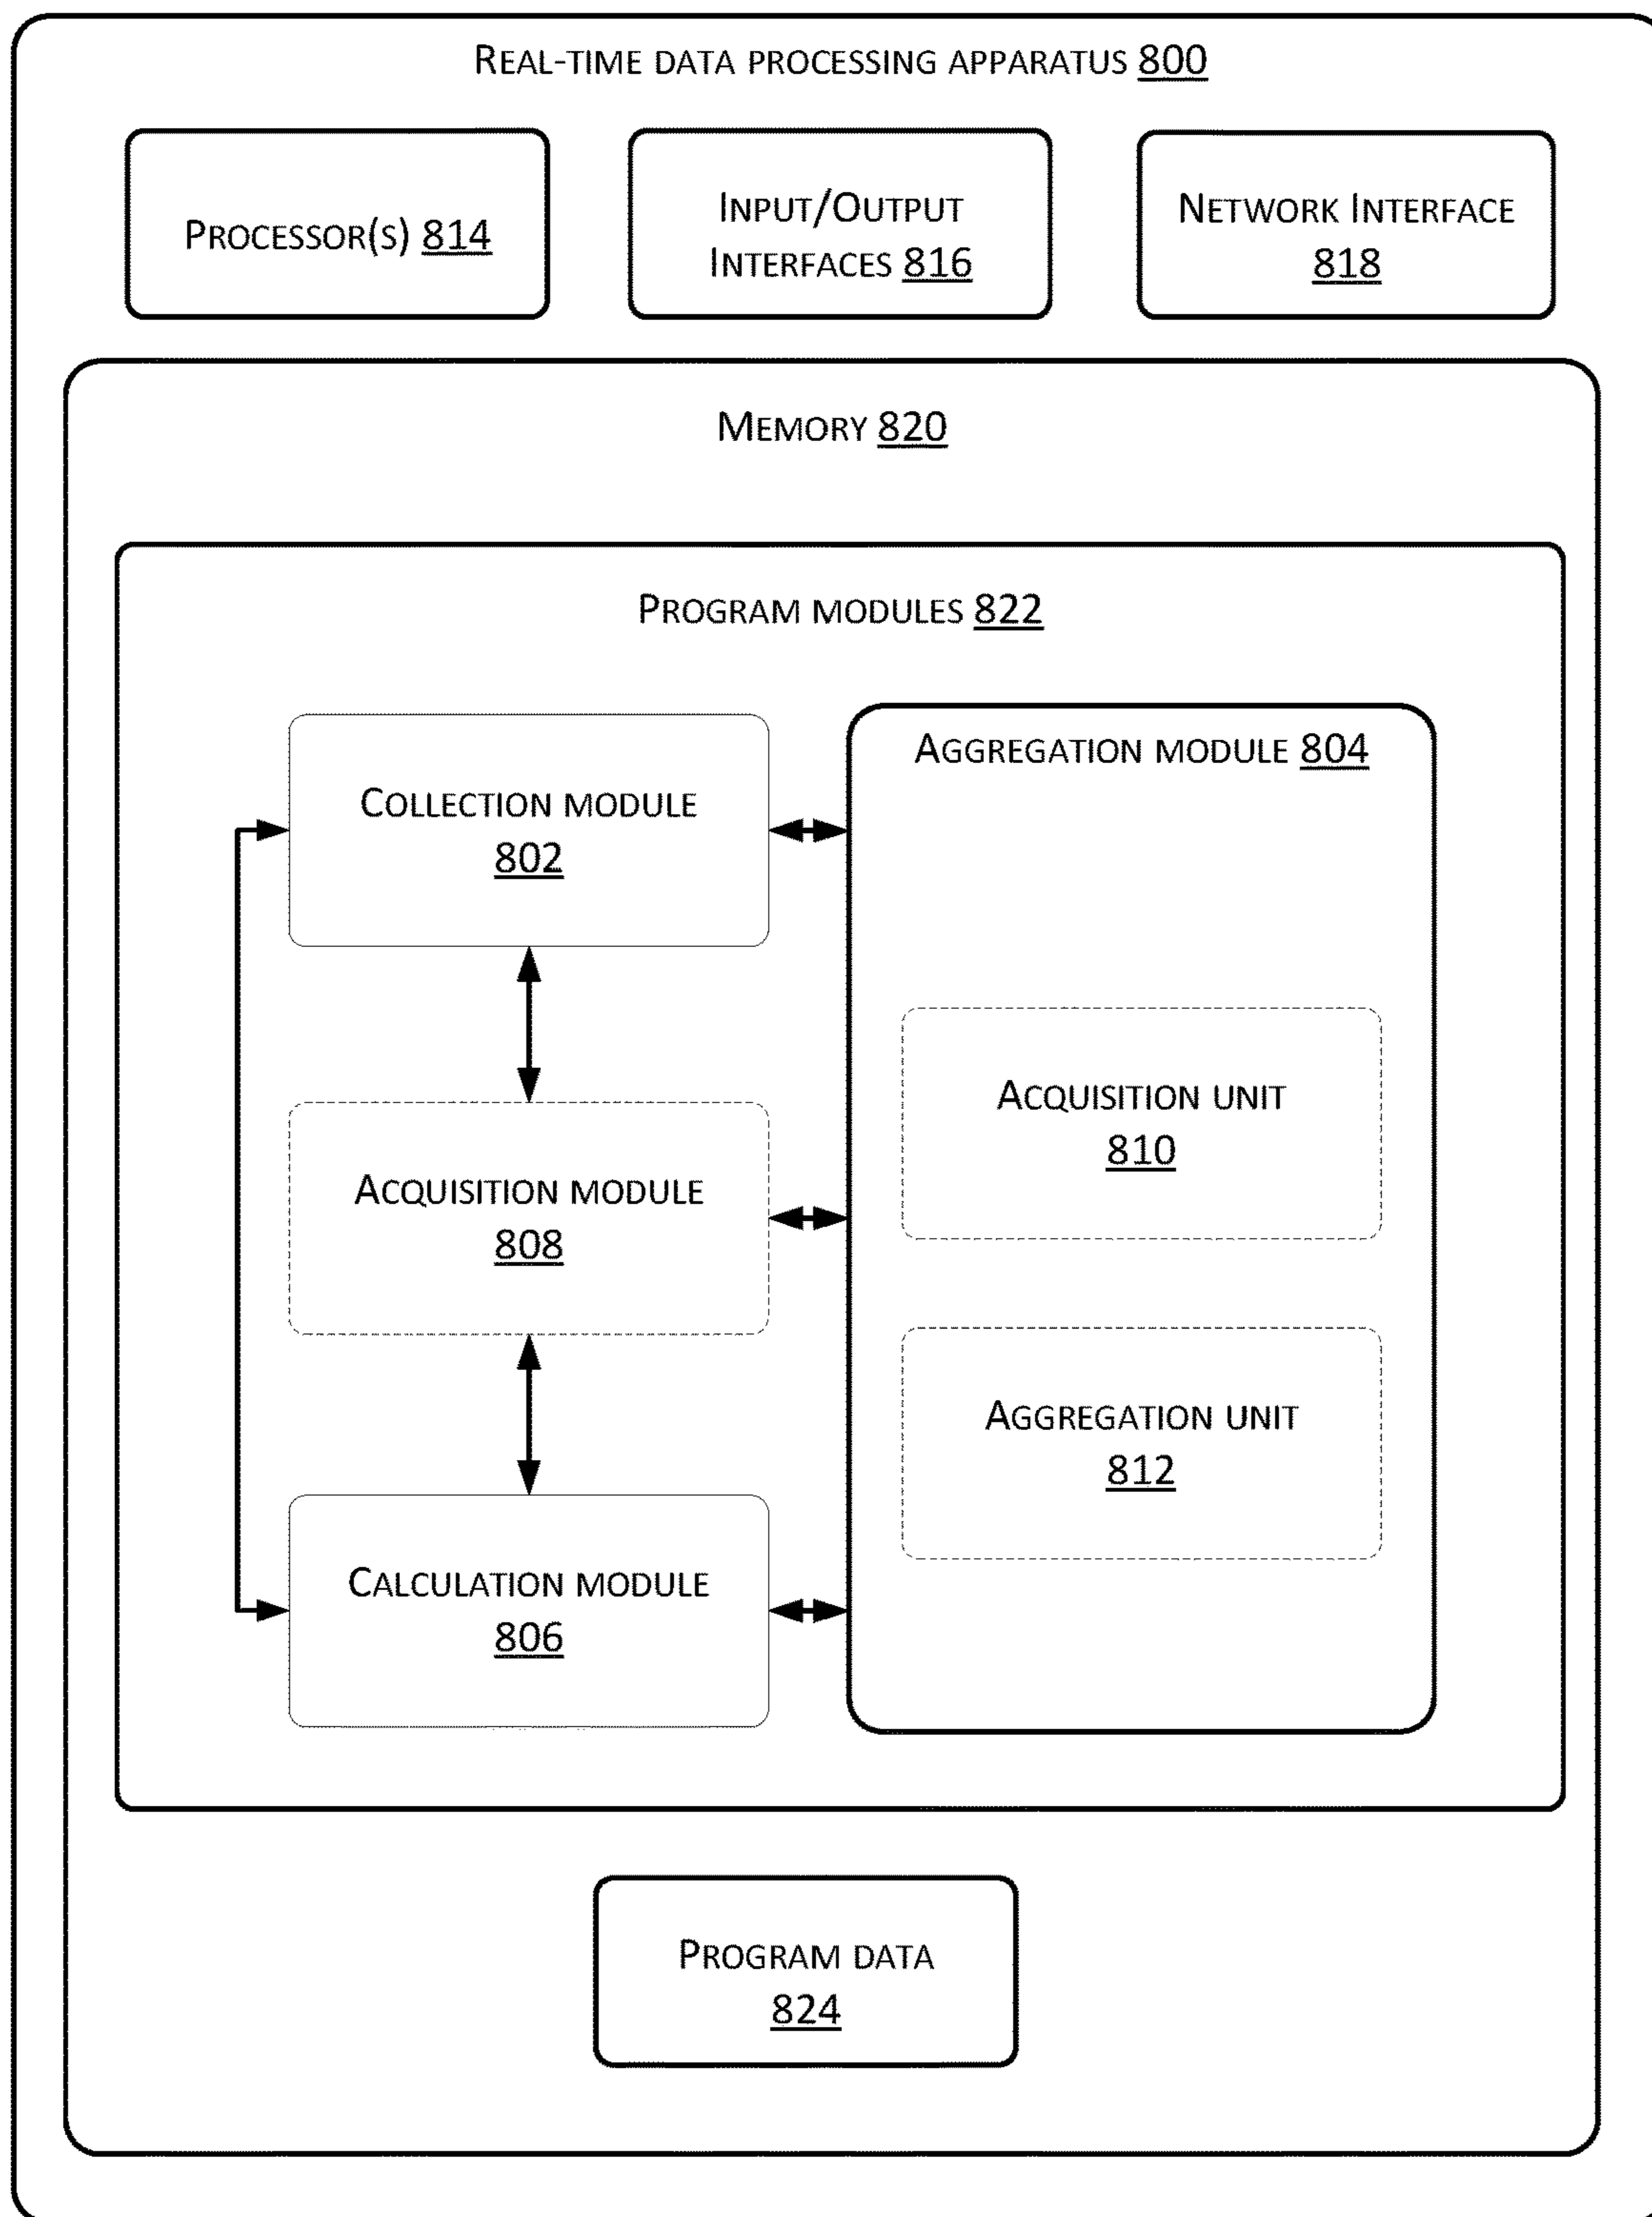 REAL-TIME DATA PROCESSING APPARATUS 800
PROCESSOR(S) 814
INPUT/OUTPUT
INTERFACES 816
NETWORK INTERFACE
818
MEMORY 820
PROGRAM MODULES 822
COLLECTION MODULE
802
AGGREGATION MODULE 804
ACQUISITION UNIT
810
ACQUISITION MODULE
808
AGGREGATION UNIT
812
CALCULATION MODULE
806
PROGRAM DATA
824